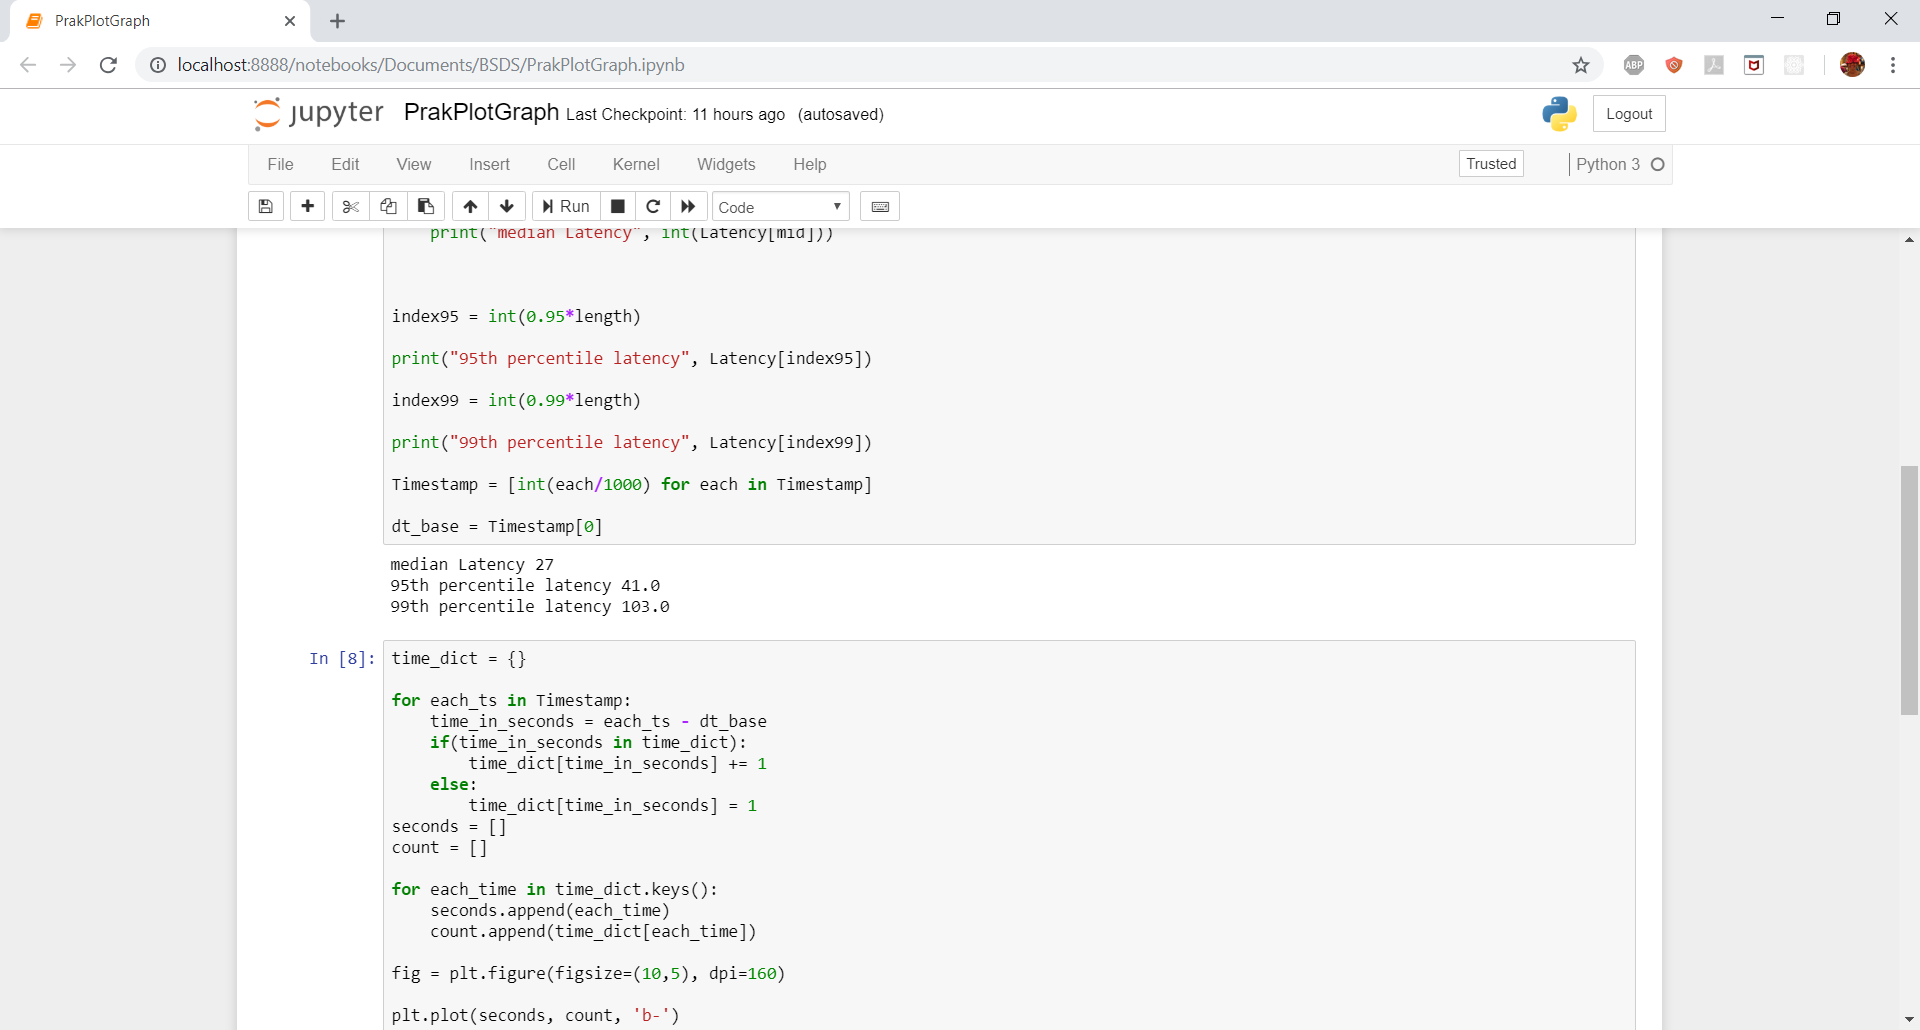 PrakPlotGraph
localhost:8888/notebooks/Documents/BSDS/PrakPlotGraph.ipynb
ABP
jupyter PrakPlotGraph Last Checkpoint: 11 hours ago (autosaved)
Logout
File Edit View Insert Cell Kernel Widgets Help
Trusted
Python 3
Run
Code
print("median Latency", int(Latency[mid]))
index95 = int(0.95*length)
print("95th percentile latency", Latency[index95])
index99 = int(0.99*length)
print("99th percentile latency", Latency[index99])
Timestamp = [int(each/1000) for each in Timestamp]
dt_base = Timestamp[0]
median Latency 27
95th percentile latency 41.0
99th percentile latency 103.0
In [8]: time_dict = {}
for each_ts in Timestamp:
    time_in_seconds = each_ts - dt_base
    if(time_in_seconds in time_dict):
        time_dict[time_in_seconds] += 1
    else:
        time_dict[time_in_seconds] = 1
seconds = []
count = []
for each_time in time_dict.keys():
    seconds.append(each_time)
    count.append(time_dict[each_time])
fig = plt.figure(figsize=(10,5), dpi=160)
plt.plot(seconds, count, 'b-')